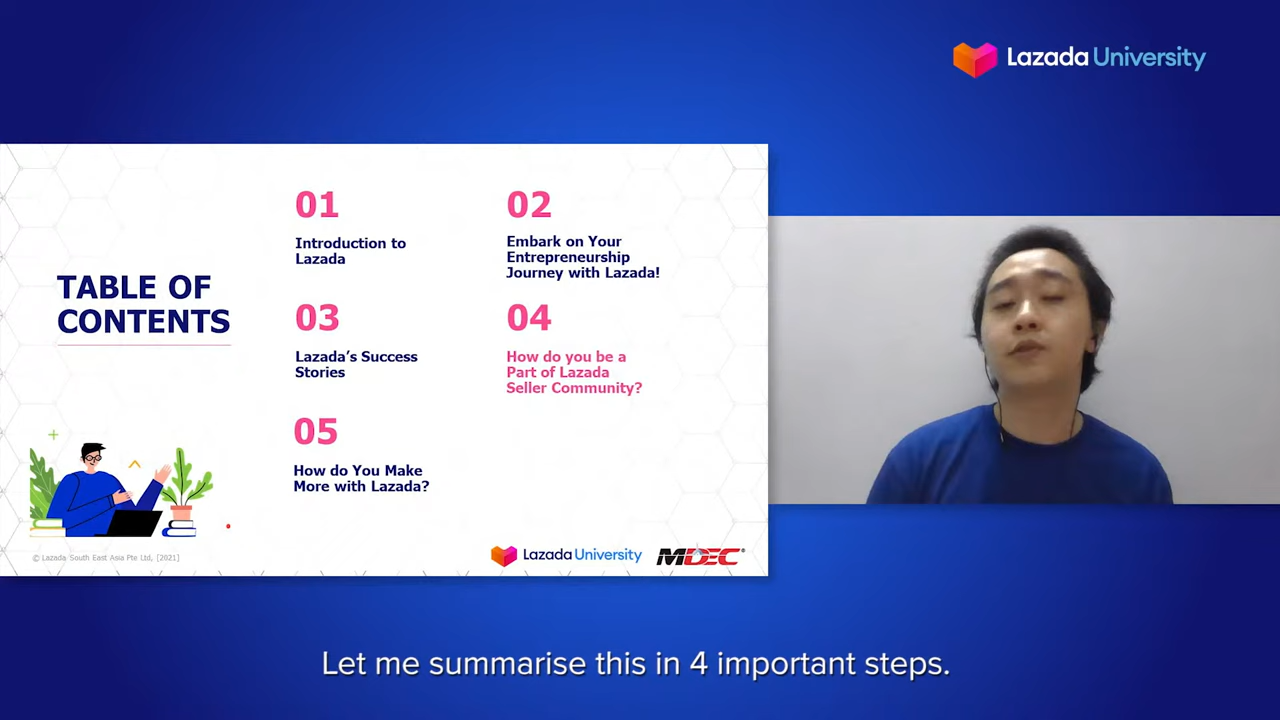 Lazada University
TABLE OF
CONTENTS
01
Introduction to
Lazada
02
Embark on Your
Entrepreneurship
Journey with Lazada!
03
Lazada's Success
Stories
04
How do you be a
Part of Lazada
Seller Community?
05
How do You Make
More with Lazada?
© Lazada South East Asia Pte Ltd, [2021]
Lazada University
MDEC®
Let me summarise this in 4 important steps.